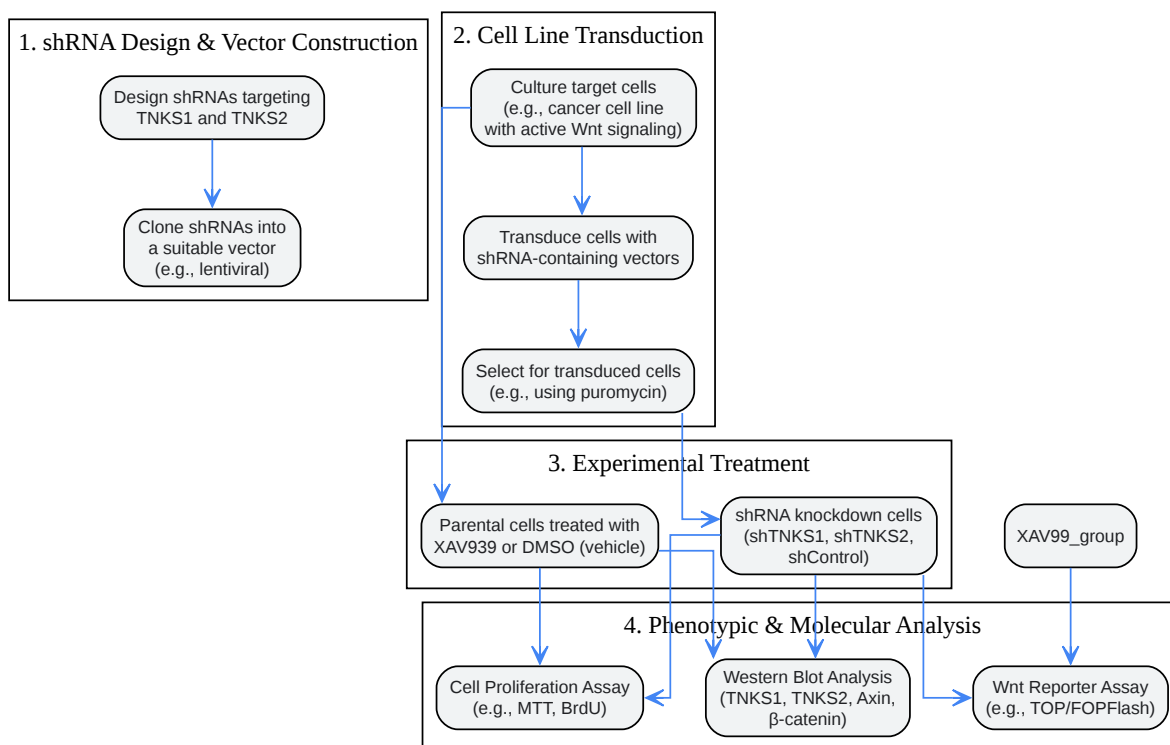 1. shRNA Design & Vector Construction
Design shRNAs targeting
TNKS1 and TNKS2
Clone shRNAs into
a suitable vector
(e.g., lentiviral)
2. Cell Line Transduction
Culture target cells
(e.g., cancer cell line
with active Wnt signaling)
Transduce cells with
shRNA-containing vectors
Select for transduced cells
(e.g., using puromycin)
3. Experimental Treatment
Parental cells treated with
XAV939 or DMSO (vehicle)
shRNA knockdown cells
(shTNKS1, shTNKS2,
shControl)
XAV99_group
4. Phenotypic & Molecular Analysis
Cell Proliferation Assay
(e.g., MTT, BrdU)
Western Blot Analysis
(TNKS1, TNKS2, Axin,
β-catenin)
Wnt Reporter Assay
(e.g., TOP/FOPFlash)